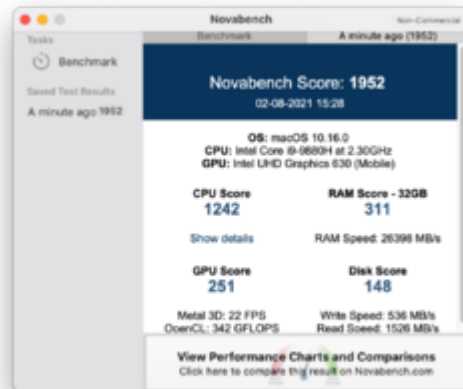 Novabench
Non-Commercial
Tasks
Benchmark
Saved Test Results
A minute ago 1952
Benchmark
A minute ago (1952)
Novabench Score: 1952
02-08-2021 15:28
OS: macOS 10.16.0
CPU: Intel Core i9-9880H at 2.30GHz
GPU: Intel UHD Graphics 630 (Mobile)
CPU Score
1242
Show details
RAM Score - 32GB
311
RAM Speed: 26398 MB/s
GPU Score
251
Metal 3D: 22 FPS
OpenCL: 342 GFLOPS
Disk Score
148
Write Speed: 536 MB/s
Read Speed: 1526 MB/s
View Performance Charts and Comparisons
Click here to compare this result on Novabench.com